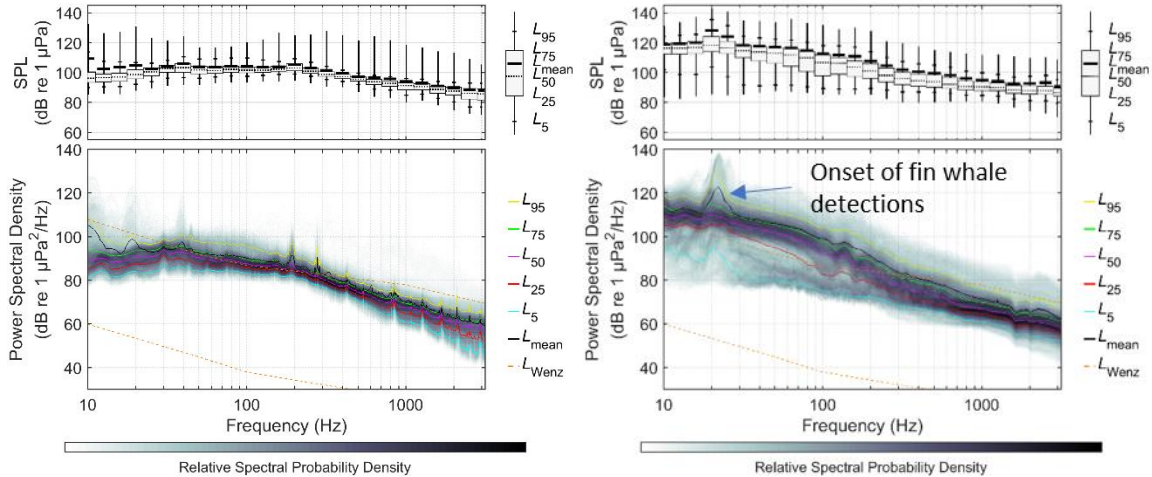 140
120
100
80
60
SPL
(dB re 1 µPa)
L95
L75
Lmean
L50
L25
L5
140
120
100
80
60
40
Power Spectral Density
(dB re 1 µPa²/Hz)
10
100
1000
Frequency (Hz)
L95
L75
L50
L25
L5
Lmean
LWenz
Relative Spectral Probability Density
140
120
100
80
60
SPL
(dB re 1 µPa)
L95
L75
Lmean
L50
L25
L5
Onset of fin whale
detections
140
120
100
80
60
40
Power Spectral Density
(dB re 1 µPa²/Hz)
10
100
1000
Frequency (Hz)
L95
L75
L50
L25
L5
Lmean
LWenz
Relative Spectral Probability Density